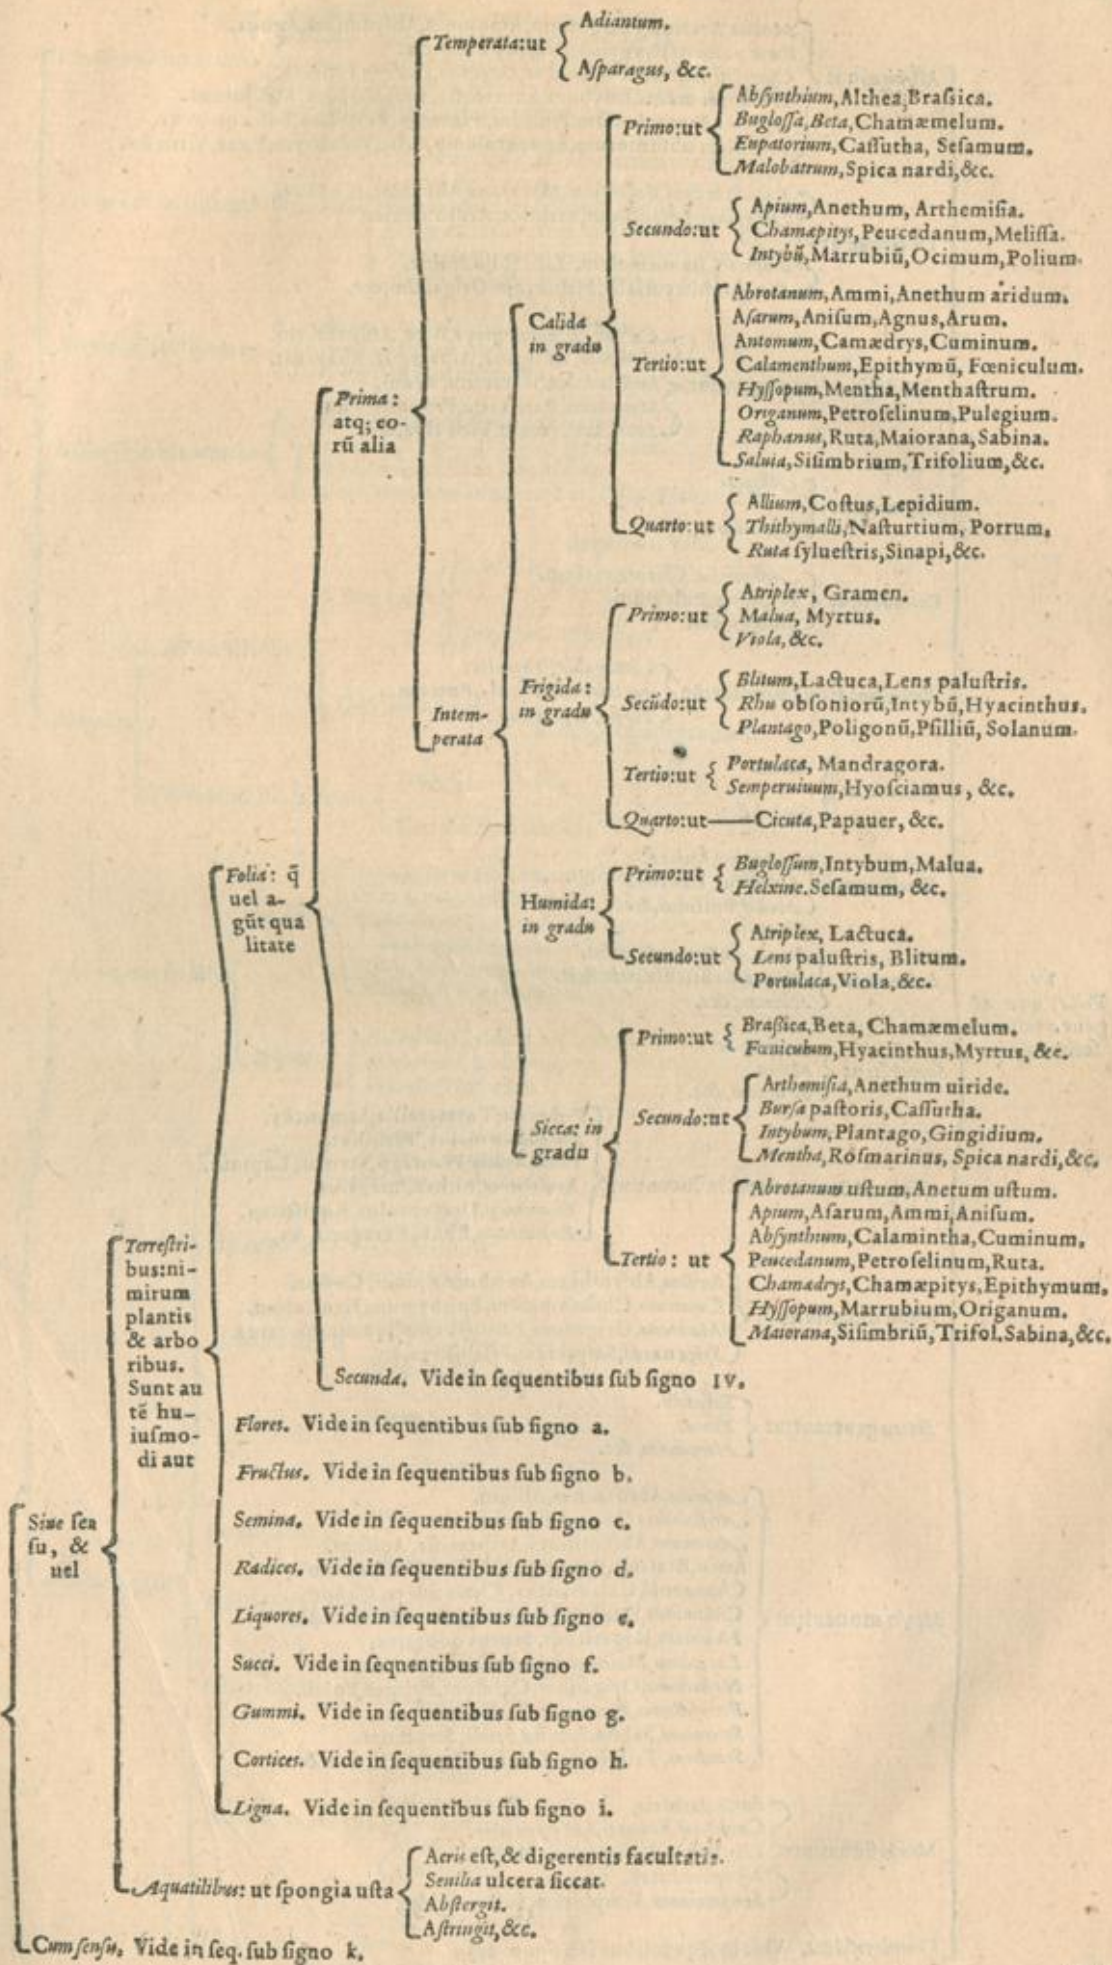 Temperata:ut
Adiantum.
Aſparagus, &c.
Prima:
atq; eo-
rū alia
Intem-
perata
Calida
in gradu
Primo:ut
Abſynthium,Althea,Braſsica.
Bugloſſa,Beta,Chamæmelum.
Eupatorium,Caſſutha, Seſamum.
Malobatrum,Spica nardi,&c.
Secundo:ut
Apium,Anethum, Arthemiſia.
Chamæpitys,Peucedanum,Meliſſa.
Intybū,Marrubiū,Ocimum,Polium.
Tertio:ut
Abrotanum,Ammi,Anethum aridum.
Aſarum,Aniſum,Agnus,Arum.
Antomum,Camædrys,Cuminum.
Calamenthum,Epithymū, Fœniculum.
Hyſſopum,Mentha,Menthaſtrum.
Origanum,Petroſelinum,Pulegium.
Raphanus,Ruta,Maiorana,Sabina.
Saluia,Siſimbrium,Trifolium,&c.
Quarto:ut
Allium,Coſtus,Lepidium.
Thithymalli,Naſturtium, Porrum.
Ruta ſylueſtris,Sinapi,&c.
Frigida:
in gradu
Primo:ut
Atriplex, Gramen.
Malua, Myrtus.
Viola,&c.
Secūdo:ut
Blitum,Lactuca,Lens paluſtris.
Rhu obſoniorū,Intybū,Hyacinthus.
Plantago,Poligonū,Pſilliū, Solanum.
Tertio:ut
Portulaca, Mandragora.
Semperuiuum,Hyoſciamus, &c.
Quarto:ut
Cicuta,Papauer, &c.
Folia: q̄
uel a-
gūt qua
litate
Humida:
in gradu
Primo:ut
Bugloſſum,Intybum,Malua.
Helxine.Seſamum, &c.
Secundo:ut
Atriplex, Lactuca.
Lens paluſtris, Blitum.
Portulaca,Viola,&c.
Sicca: in
gradu
Primo:ut
Braſsica,Beta, Chamæmelum.
Fœniculum,Hyacinthus,Myrtus, &c.
Secundo:ut
Arthemiſia,Anethum uiride.
Burſa paſtoris,Caſſutha.
Intybum,Plantago,Gingidium.
Mentha,Roſmarinus, Spica nardi,&c.
Tertio: ut
Abrotanum uſtum,Anetum uſtum.
Apium,Aſarum,Ammi,Aniſum.
Abſynthium,Calamintha,Cuminum.
Peucedanum,Petroſelinum,Ruta.
Chamædrys,Chamæpitys,Epithymum.
Hyſſopum,Marrubium,Origanum.
Maiorana,Siſimbriū,Trifol.Sabina,&c.
Secunda. Vide in ſequentibus ſub ſigno IV.
Terreſtri-
bus:ni-
mirum
plantis
& arbo
ribus.
Sunt au
tē hu-
iuſmo-
di aut
Flores. Vide in ſequentibus ſub ſigno a.
Fructus. Vide in ſequentibus ſub ſigno b.
Semina. Vide in ſequentibus ſub ſigno c.
Radices. Vide in ſequentibus ſub ſigno d.
Liquores. Vide in ſequentibus ſub ſigno e.
Succi. Vide in ſeqnentibus ſub ſigno f.
Gummi. Vide in ſequentibus ſub ſigno g.
Cortices. Vide in ſequentibus ſub ſigno h.
Ligna. Vide in ſequentibus ſub ſigno i.
Siue ſen
ſu, &
uel
Aquatilibus: ut ſpongia uſta
Acris eſt,& digerentis facultatis.
Senilia ulcera ſiccat.
Abſtergit.
Aſtringit,&c.
Cum ſenſu. Vide in ſeq. ſub ſigno k.